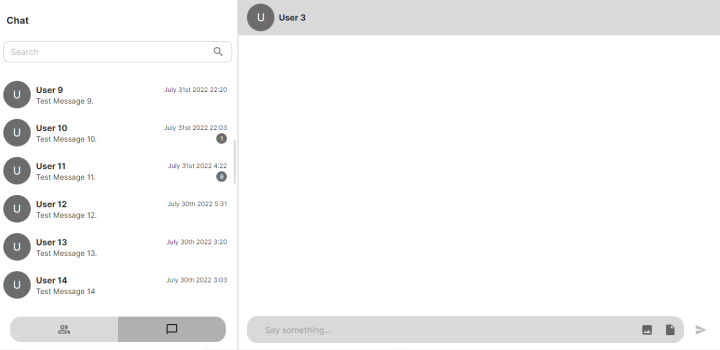 Chat
Search
U
User 9
July 31st 2022 22:20
Test Message 9.
U
User 10
July 31st 2022 22:03
Test Message 10.
1
U
User 11
July 31st 2022 4:22
Test Message 11.
8
U
User 12
July 30th 2022 5:31
Test Message 12.
U
User 13
July 30th 2022 3:20
Test Message 13.
U
User 14
July 30th 2022 3:03
Test Message 14
U
User 3
Say something...